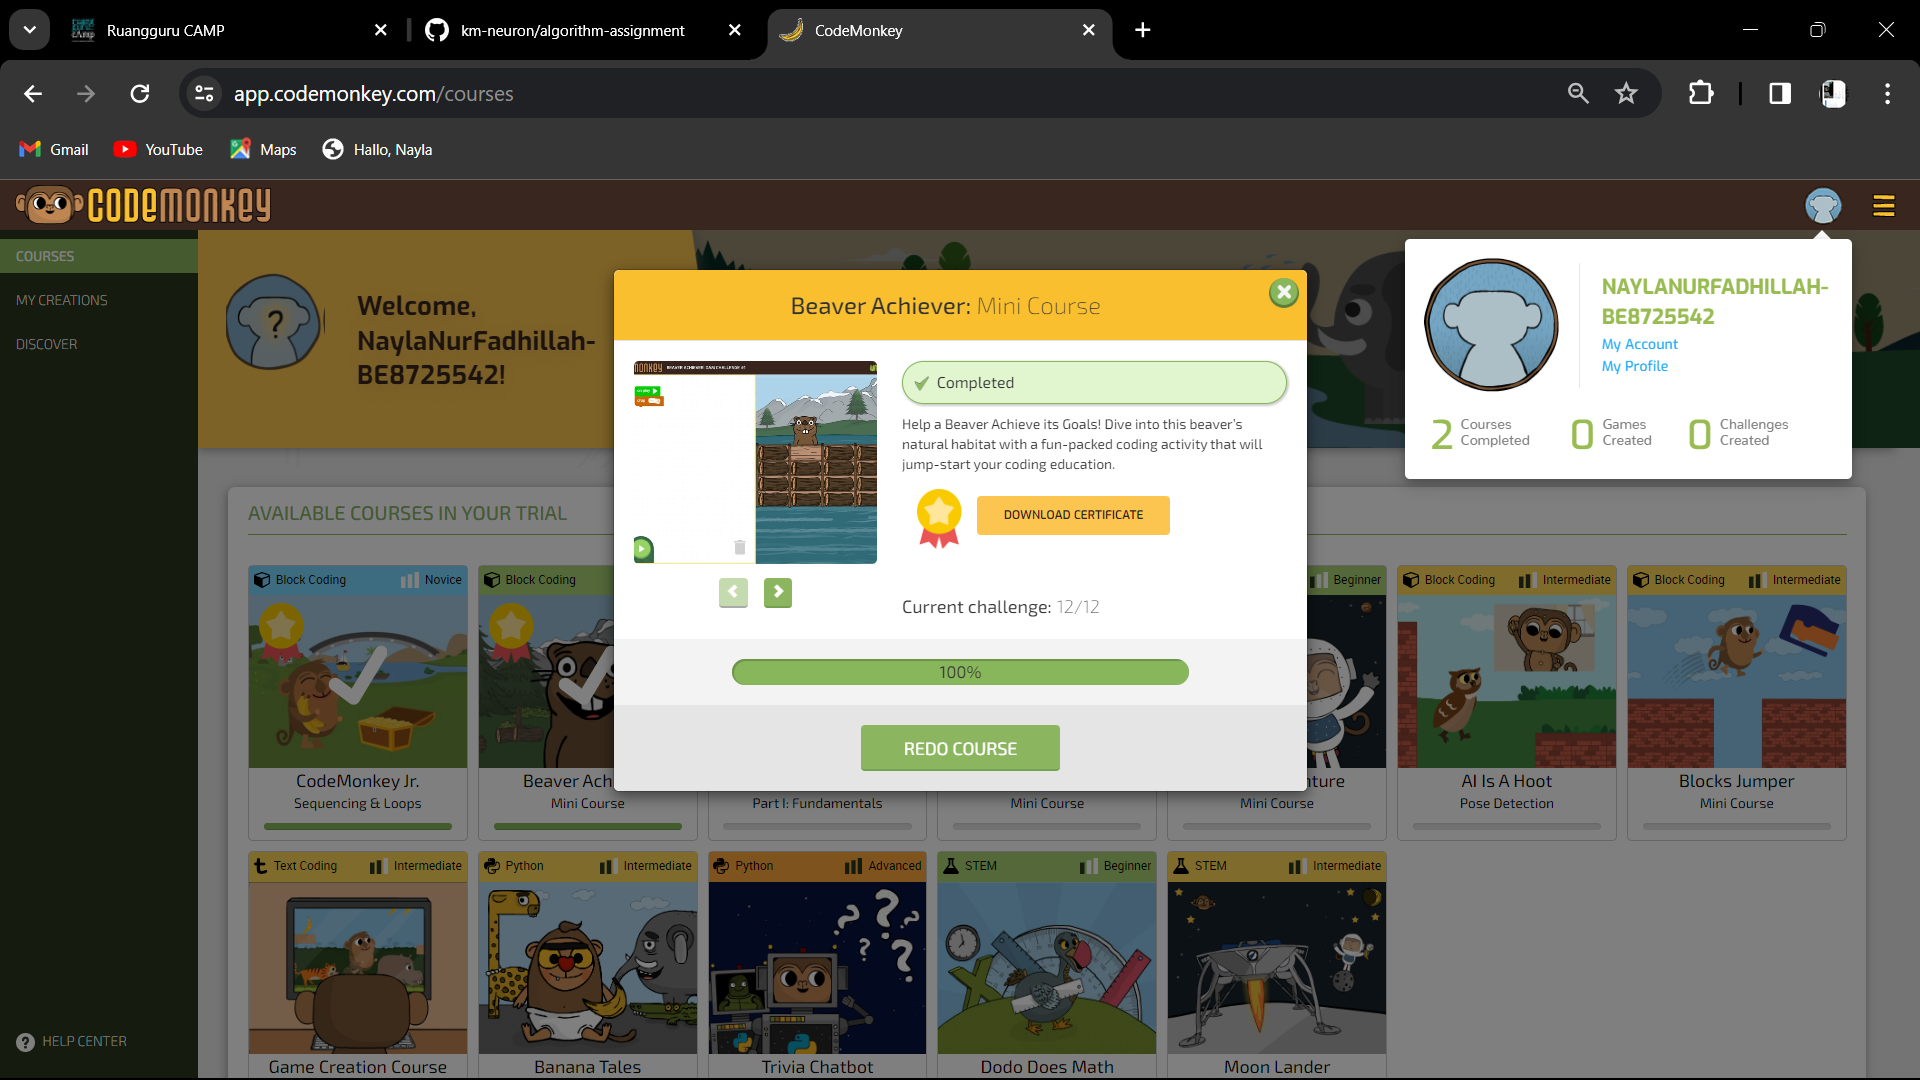 Ruangguru CAMP
km-neuron/algorithm-assignment
CodeMonkey
app.codemonkey.com/courses
Gmail
YouTube
Maps
Hallo, Nayla
CODEMONKEY
COURSES
MY CREATIONS
DISCOVER
HELP CENTER
Welcome,
NaylaNurFadhillah-
BE8725542!
NAYLANURFADHILLAH-
BE8725542
My Account
My Profile
2 Courses Completed
0 Games Created
0 Challenges Created
Beaver Achiever: Mini Course
Completed
Help a Beaver Achieve its Goals! Dive into this beaver's
natural habitat with a fun-packed coding activity that will
jump-start your coding education.
DOWNLOAD CERTIFICATE
Current challenge: 12/12
100%
REDO COURSE
AVAILABLE COURSES IN YOUR TRIAL
Block Coding Novice
CodeMonkey Jr.
Sequencing & Loops
Block Coding
Beaver Ach
Mini Course
Part I: Fundamentals
Mini Course
Beginner
nture
Mini Course
Block Coding Intermediate
AI Is A Hoot
Pose Detection
Block Coding Intermediate
Blocks Jumper
Mini Course
Text Coding Intermediate
Game Creation Course
Python Intermediate
Banana Tales
Python Advanced
Trivia Chatbot
STEM Beginner
Dodo Does Math
STEM Intermediate
Moon Lander